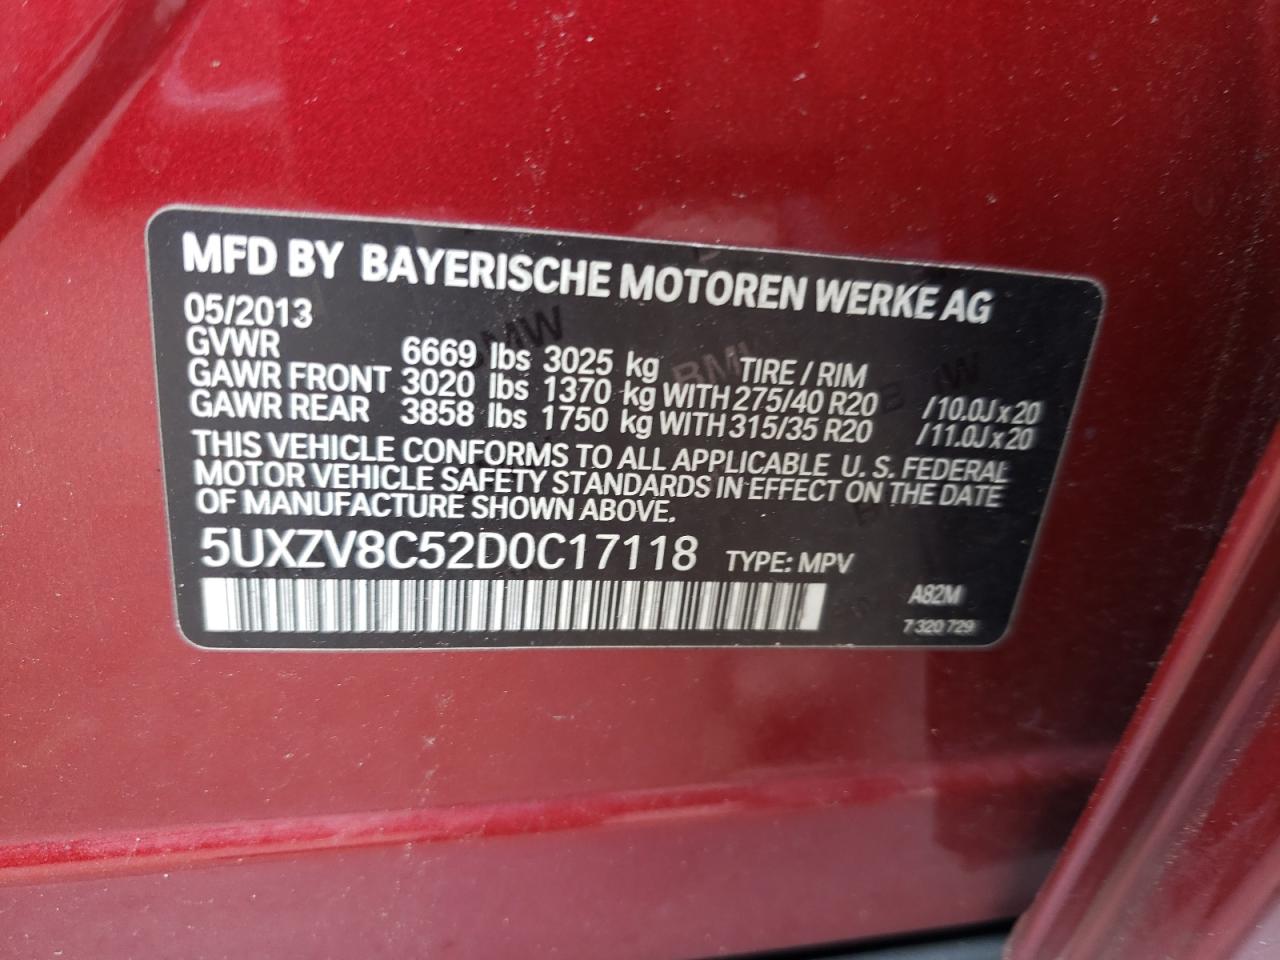 MFD BY BAYERISCHE MOTOREN WERKE AG
05/2013
GVWR 6669 lbs 3025 kg TIRE / RIM
GAWR FRONT 3020 lbs 1370 kg WITH 275/40 R20 / 10.0J x 20
GAWR REAR 3858 lbs 1750 kg WITH 315/35 R20 / 11.0J x 20
THIS VEHICLE CONFORMS TO ALL APPLICABLE U. S. FEDERAL
MOTOR VEHICLE SAFETY STANDARDS IN EFFECT ON THE DATE
OF MANUFACTURE SHOWN ABOVE.
5UXZV8C52D0C17118 TYPE: MPV
A82M
7 320 729
BMW
BMW